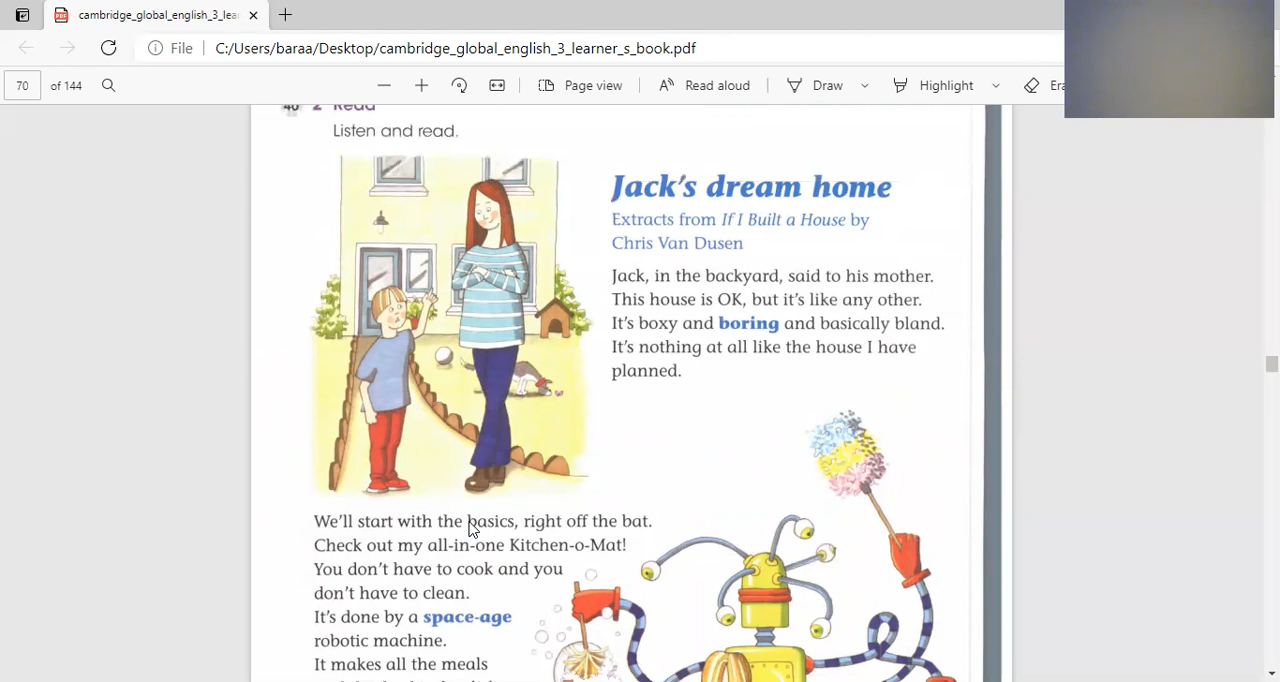 cambridge_global_english_3_lea
File
C:/Users/baraa/Desktop/cambridge_global_english_3_learner_s_book.pdf
70 of 144
Page view
Read aloud
Draw
Highlight
Era
40 2 Read
Listen and read.
Jack's dream home
Extracts from If I Built a House by
Chris Van Dusen
Jack, in the backyard, said to his mother.
This house is OK, but it's like any other.
It's boxy and boring and basically bland.
It's nothing at all like the house I have
planned.
We'll start with the basics, right off the bat.
Check out my all-in-one Kitchen-o-Mat!
You don't have to cook and you
don't have to clean.
It's done by a space-age
robotic machine.
It makes all the meals